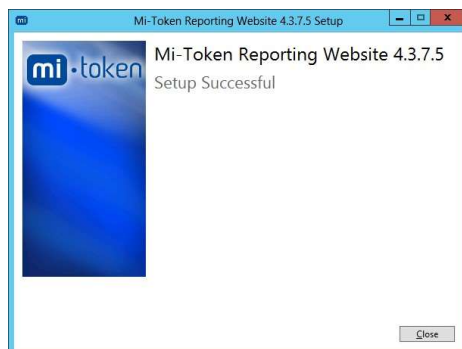 mi
Mi-Token Reporting Website 4.3.7.5 Setup
mi·token
Mi-Token Reporting Website 4.3.7.5
Setup Successful
Close